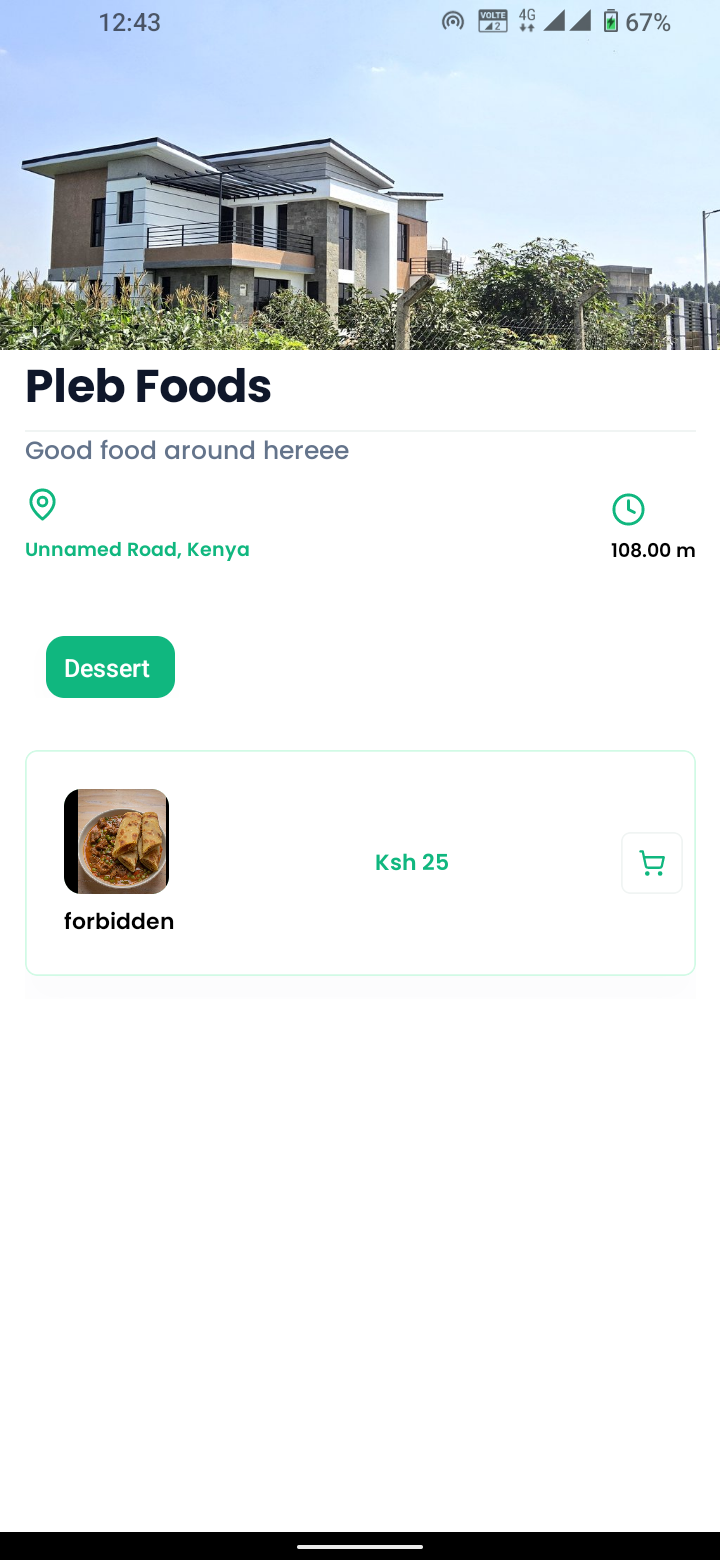 12:43
VOLTE 2 4G 67%
Pleb Foods
Good food around hereee
Unnamed Road, Kenya
108.00 m
Dessert
Ksh 25
forbidden